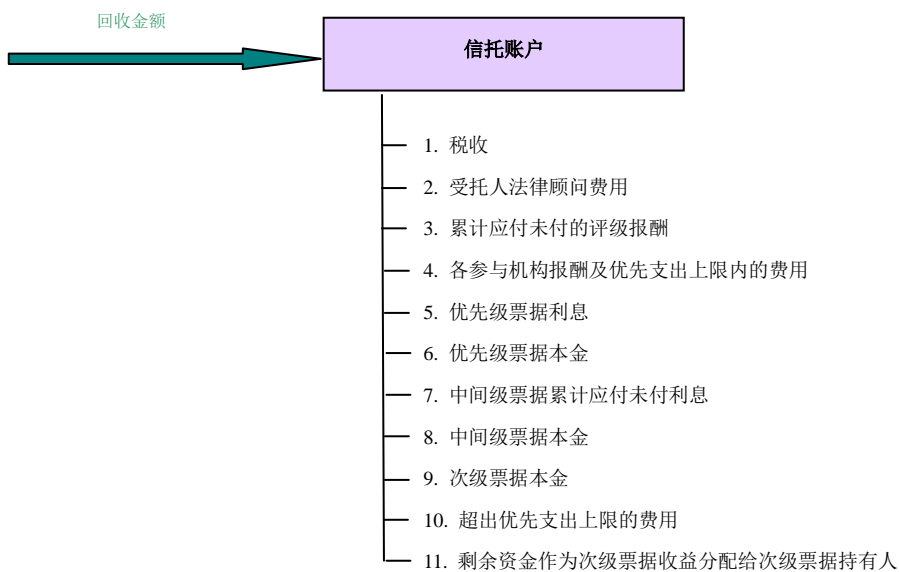 回收金额
信托账户
1. 税收
2. 受托人法律顾问费用
3. 累计应付未付的评级报酬
4. 各参与机构报酬及优先支出上限内的费用
5. 优先级票据利息
6. 优先级票据本金
7. 中间级票据累计应付未付利息
8. 中间级票据本金
9. 次级票据本金
10. 超出优先支出上限的费用
11. 剩余资金作为次级票据收益分配给次级票据持有人